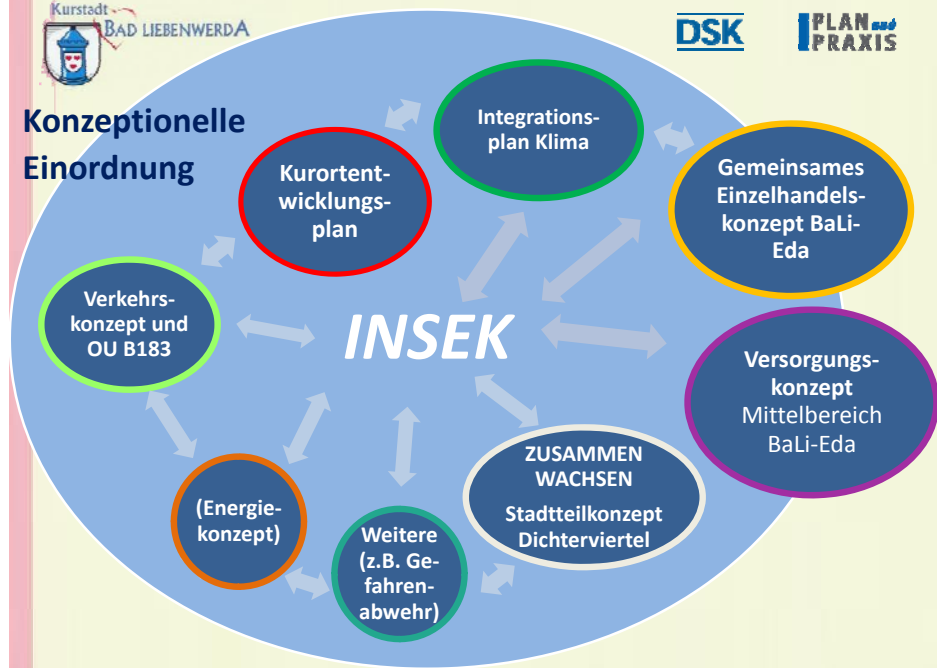 Kurstadt
BAD LIEBENWERDA
DSK
PLAN und
PRAXIS
Konzeptionelle
Einordnung
Integrations-
plan Klima
Kurortent-
wicklungs-
plan
Gemeinsames
Einzelhandels-
konzept BaLi-
Eda
Verkehrs-
konzept und
OU B183
INSEK
Versorgungs-
konzept
Mittelbereich
BaLi-Eda
ZUSAMMEN
WACHSEN
Stadtteilkonzept
Dichterviertel
(Energie-
konzept)
Weitere
(z.B. Ge-
fahren-
abwehr)